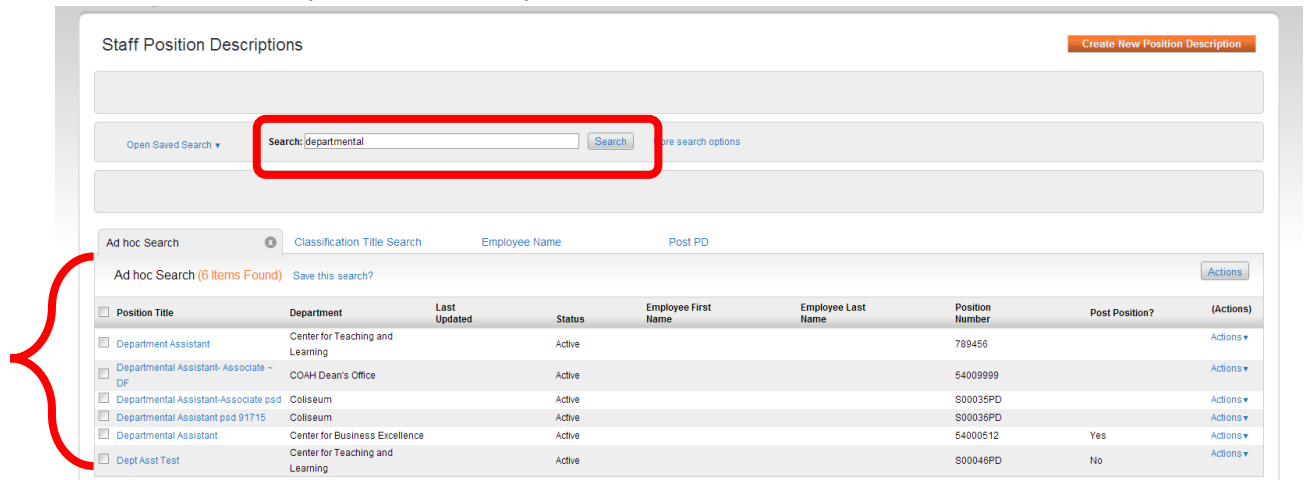 Staff Position Descriptions
Create New Position Description
Open Saved Search ▾
Search: departmental
Search
ore search options
Ad hoc Search
Classification Title Search
Employee Name
Post PD
Ad hoc Search (6 Items Found) Save this search?
Actions
Position Title Department Last Updated Status Employee First Name Employee Last Name Position Number Post Position? (Actions)
Department Assistant Center for Teaching and Learning Active 789456 Actions ▾
Departmental Assistant- Associate ~ DF COAH Dean's Office Active 54009999 Actions ▾
Departmental Assistant-Associate psd Coliseum Active S00035PD Actions ▾
Departmental Assistant psd 91715 Coliseum Active S00036PD Actions ▾
Departmental Assistant Center for Business Excellence Active 54000512 Yes Actions ▾
Dept Asst Test Center for Teaching and Learning Active S00046PD No Actions ▾